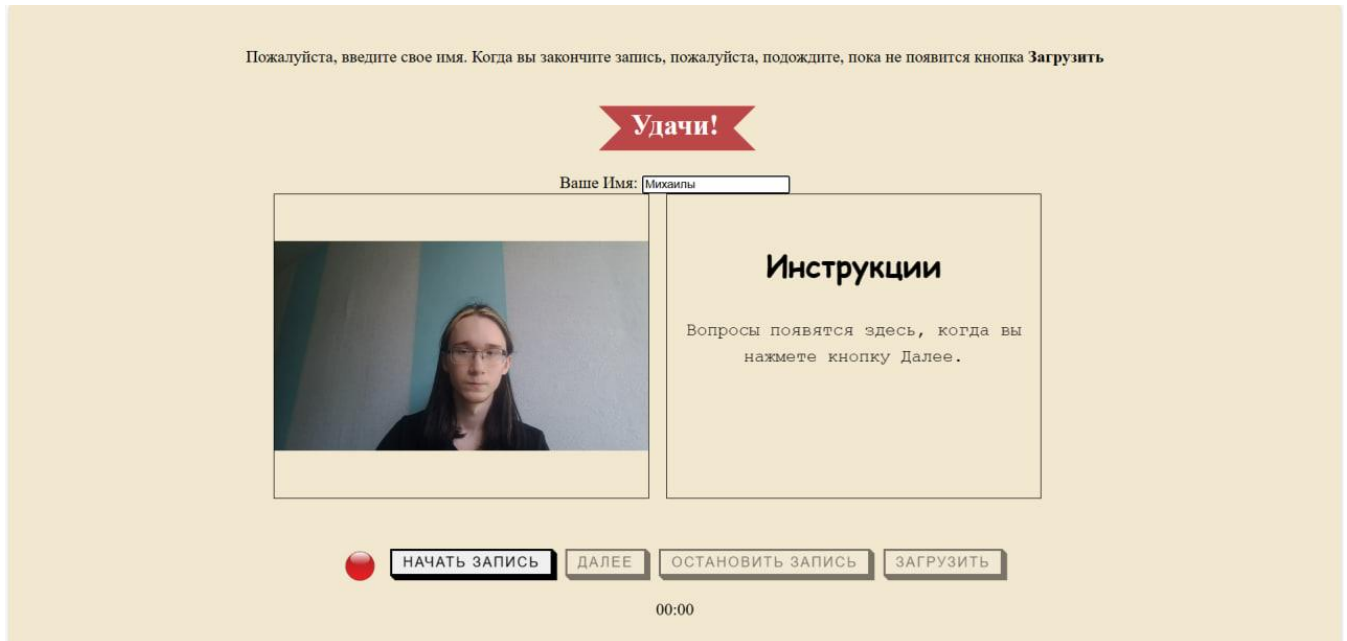 Пожалуйста, введите свое имя. Когда вы закончите запись, пожалуйста, подождите, пока не появится кнопка Загрузить
Удачи!
Ваше Имя: Михаилы
Инструкции
Вопросы появятся здесь, когда вы
нажмете кнопку Далее.
НАЧАТЬ ЗАПИСЬ ДАЛЕЕ ОСТАНОВИТЬ ЗАПИСЬ ЗАГРУЗИТЬ
00:00